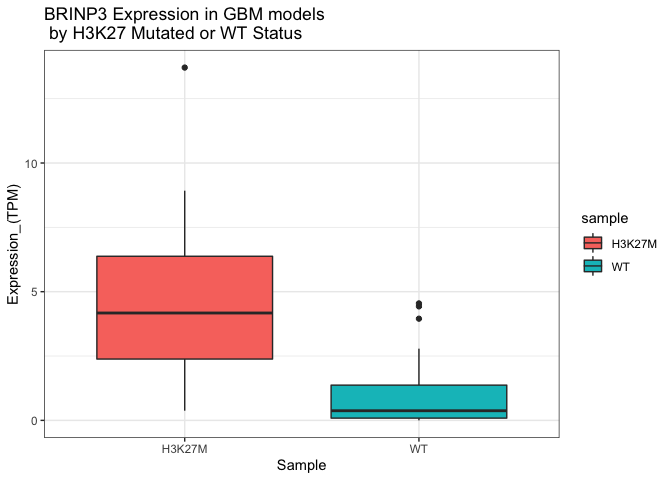 BRINP3 Expression in GBM models
by H3K27 Mutated or WT Status
Expression_(TPM)
10
5
0
H3K27M
WT
Sample
sample
H3K27M
WT